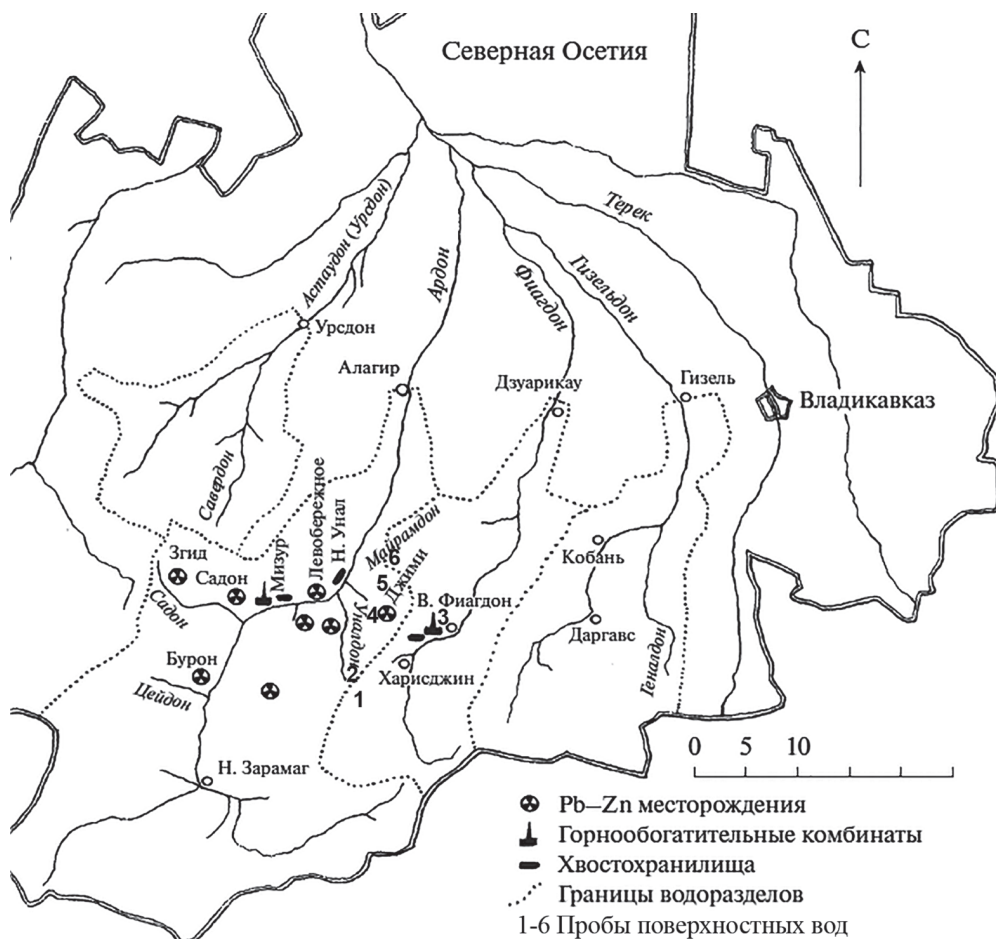 Северная Осетия
С
Терек
Астаудон (Урсдон)
Ардон
Фиагдон
Гизельдон
Урсдон
Алагир
Дзуарикау
Гизель
Владикавказ
Савердон
Левобережное
Н. Унал
Майрамдон
Мизур
Згид
Садон
Садон
6
5
Джими
4
Кобань
В. Фиагдон
3
Уналдон
Даргавс
Геналдон
Бурон
Цейдон
2
1
Харисджин
Н. Зарамаг
0 5 10
Pb–Zn месторождения
Горнообогатительные комбинаты
Хвостохранилища
Границы водоразделов
1-6 Пробы поверхностных вод